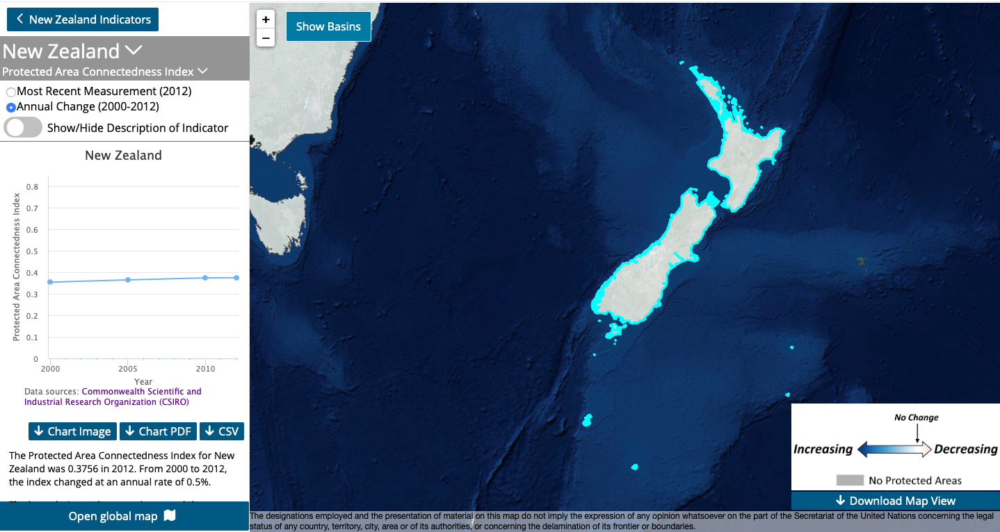 New Zealand Indicators
New Zealand
Protected Area Connectedness Index
Most Recent Measurement (2012)
Annual Change (2000-2012)
Show/Hide Description of Indicator
New Zealand
Protected Area Connectedness Index
0.8
0.7
0.6
0.5
0.4
0.3
0.2
0.1
0
2000 2005 2010
Year
Data sources: Commonwealth Scientific and
Industrial Research Organization (CSIRO)
Chart Image
Chart PDF
CSV
The Protected Area Connectedness Index for New
Zealand was 0.3756 in 2012. From 2000 to 2012,
the index changed at an annual rate of 0.5%.
Open global map
+
−
Show Basins
No Change
Increasing
Decreasing
No Protected Areas
Download Map View
The designations employed and the presentation of material on this map do not imply the expression of any opinion whatsoever on the part of the Secretariat of the United Nations concerning the legal
status of any country, territory, city, area or of its authorities, or concerning the delamination of its frontier or boundaries.